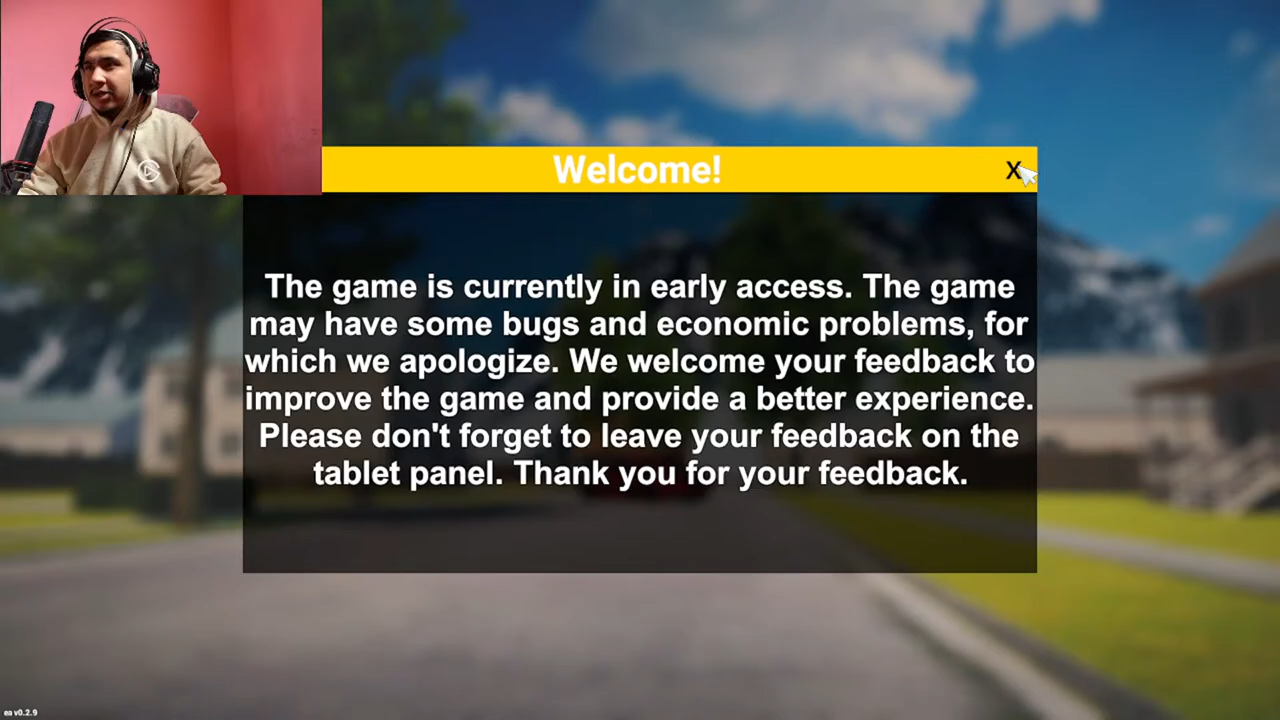 Welcome!
X
The game is currently in early access. The game
may have some bugs and economic problems, for
which we apologize. We welcome your feedback to
improve the game and provide a better experience.
Please don't forget to leave your feedback on the
tablet panel. Thank you for your feedback.
ea v0.2.9